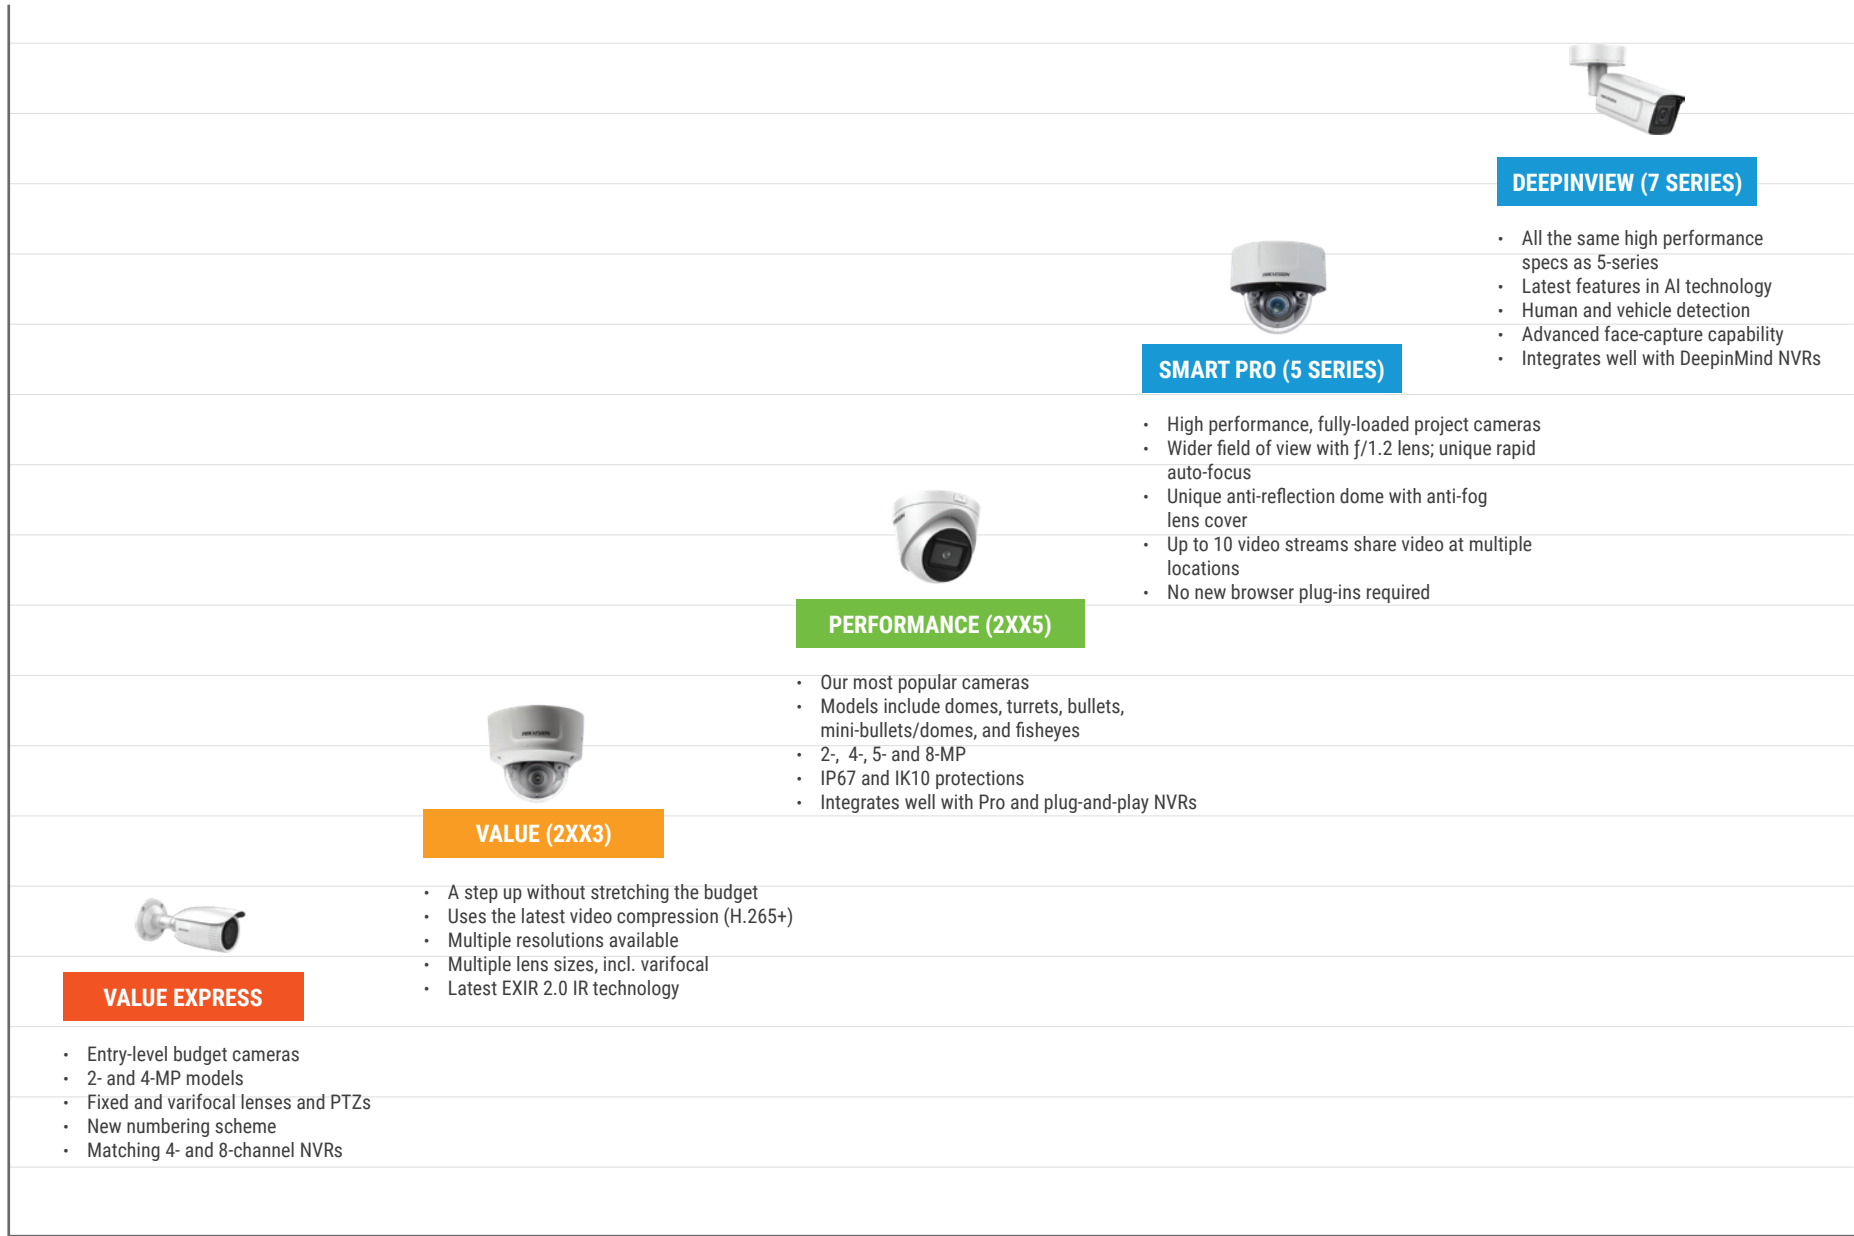 DEEPINVIEW (7 SERIES)
• All the same high performance
specs as 5-series
• Latest features in AI technology
• Human and vehicle detection
• Advanced face-capture capability
• Integrates well with DeepinMind NVRs
HIKVISION
SMART PRO (5 SERIES)
• High performance, fully-loaded project cameras
• Wider field of view with ƒ/1.2 lens; unique rapid
auto-focus
• Unique anti-reflection dome with anti-fog
lens cover
• Up to 10 video streams share video at multiple
locations
• No new browser plug-ins required
PERFORMANCE (2XX5)
• Our most popular cameras
• Models include domes, turrets, bullets,
mini-bullets/domes, and fisheyes
• 2-, 4-, 5- and 8-MP
• IP67 and IK10 protections
• Integrates well with Pro and plug-and-play NVRs
HIKVISION
VALUE (2XX3)
• A step up without stretching the budget
• Uses the latest video compression (H.265+)
• Multiple resolutions available
• Multiple lens sizes, incl. varifocal
• Latest EXIR 2.0 IR technology
VALUE EXPRESS
• Entry-level budget cameras
• 2- and 4-MP models
• Fixed and varifocal lenses and PTZs
• New numbering scheme
• Matching 4- and 8-channel NVRs